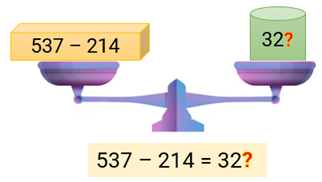 537 – 214
32?
537 – 214 = 32?